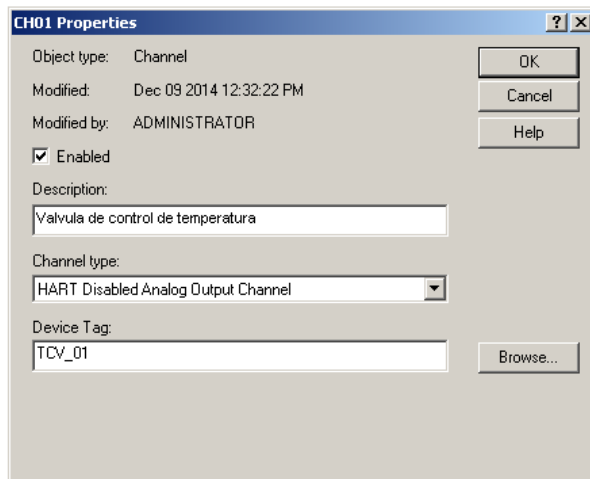 CH01 Properties
Object type: Channel
OK
Modified: Dec 09 2014 12:32:22 PM
Cancel
Modified by: ADMINISTRATOR
Help
Enabled
Description:
Valvula de control de temperatura
Channel type:
HART Disabled Analog Output Channel
Device Tag:
TCV_01
Browse...